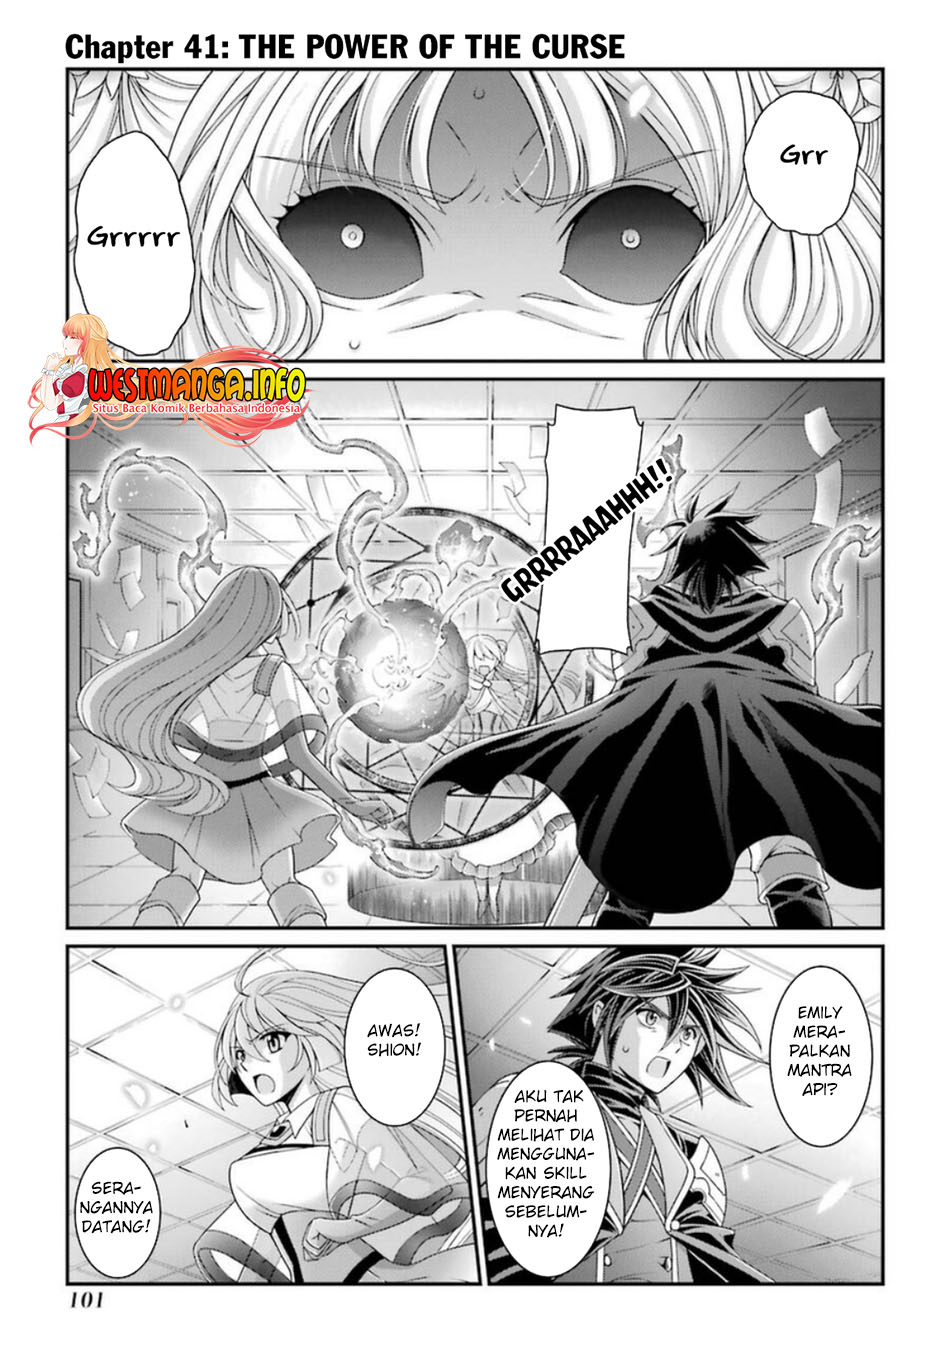 Chapter 41: THE POWER OF THE CURSE
Grr
Grrrrr
WESTMANGA.INFO
Situs Baca Komik Berbahasa Indonesia
GRRRRAAAHHH!!
EMILY
MERA-
PALKAN
MANTRA
API?
AKU TAK
PERNAH
MELIHAT DIA
MENGGUNA-
KAN SKILL
MENYERANG
SEBELUM-
NYA!
AWAS!
SHION!
SERA-
NGANNYA
DATANG!
101